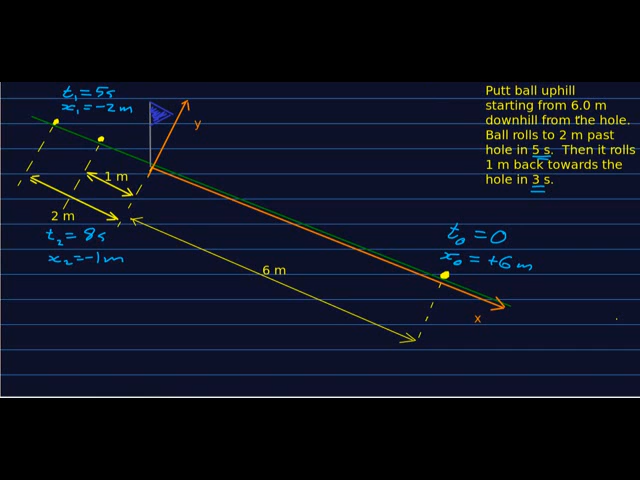 t₁ = 5s
x₁ = -2 m
y
Putt ball uphill
starting from 6.0 m
downhill from the hole.
Ball rolls to 2 m past
hole in 5 s. Then it rolls
1 m back towards the
hole in 3 s.
1 m
2 m
t₂ = 8s
x₂ = -1m
t₀ = 0
x₀ = +6 m
6 m
x